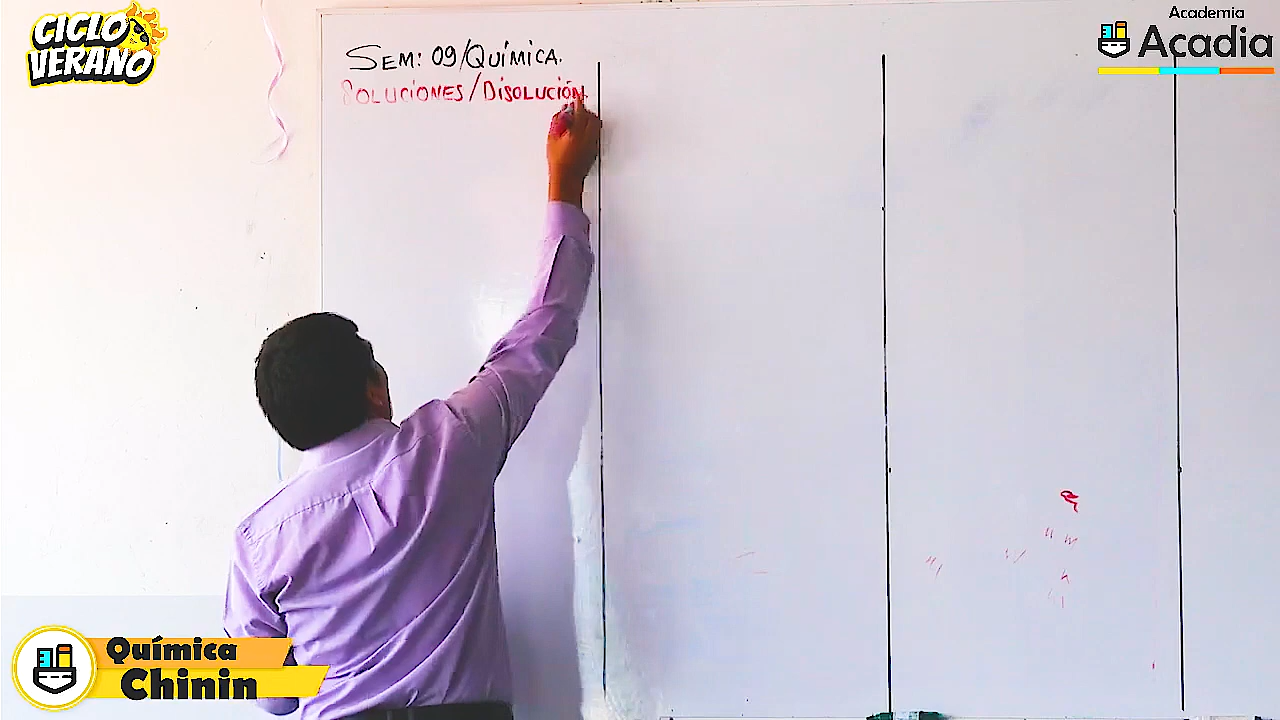 CICLO
VERANO
Academia
Acadia
SEM: 09/QUÍMICA.
SOLUCIONES/DISOLUCIÓN.
Química
Chinin